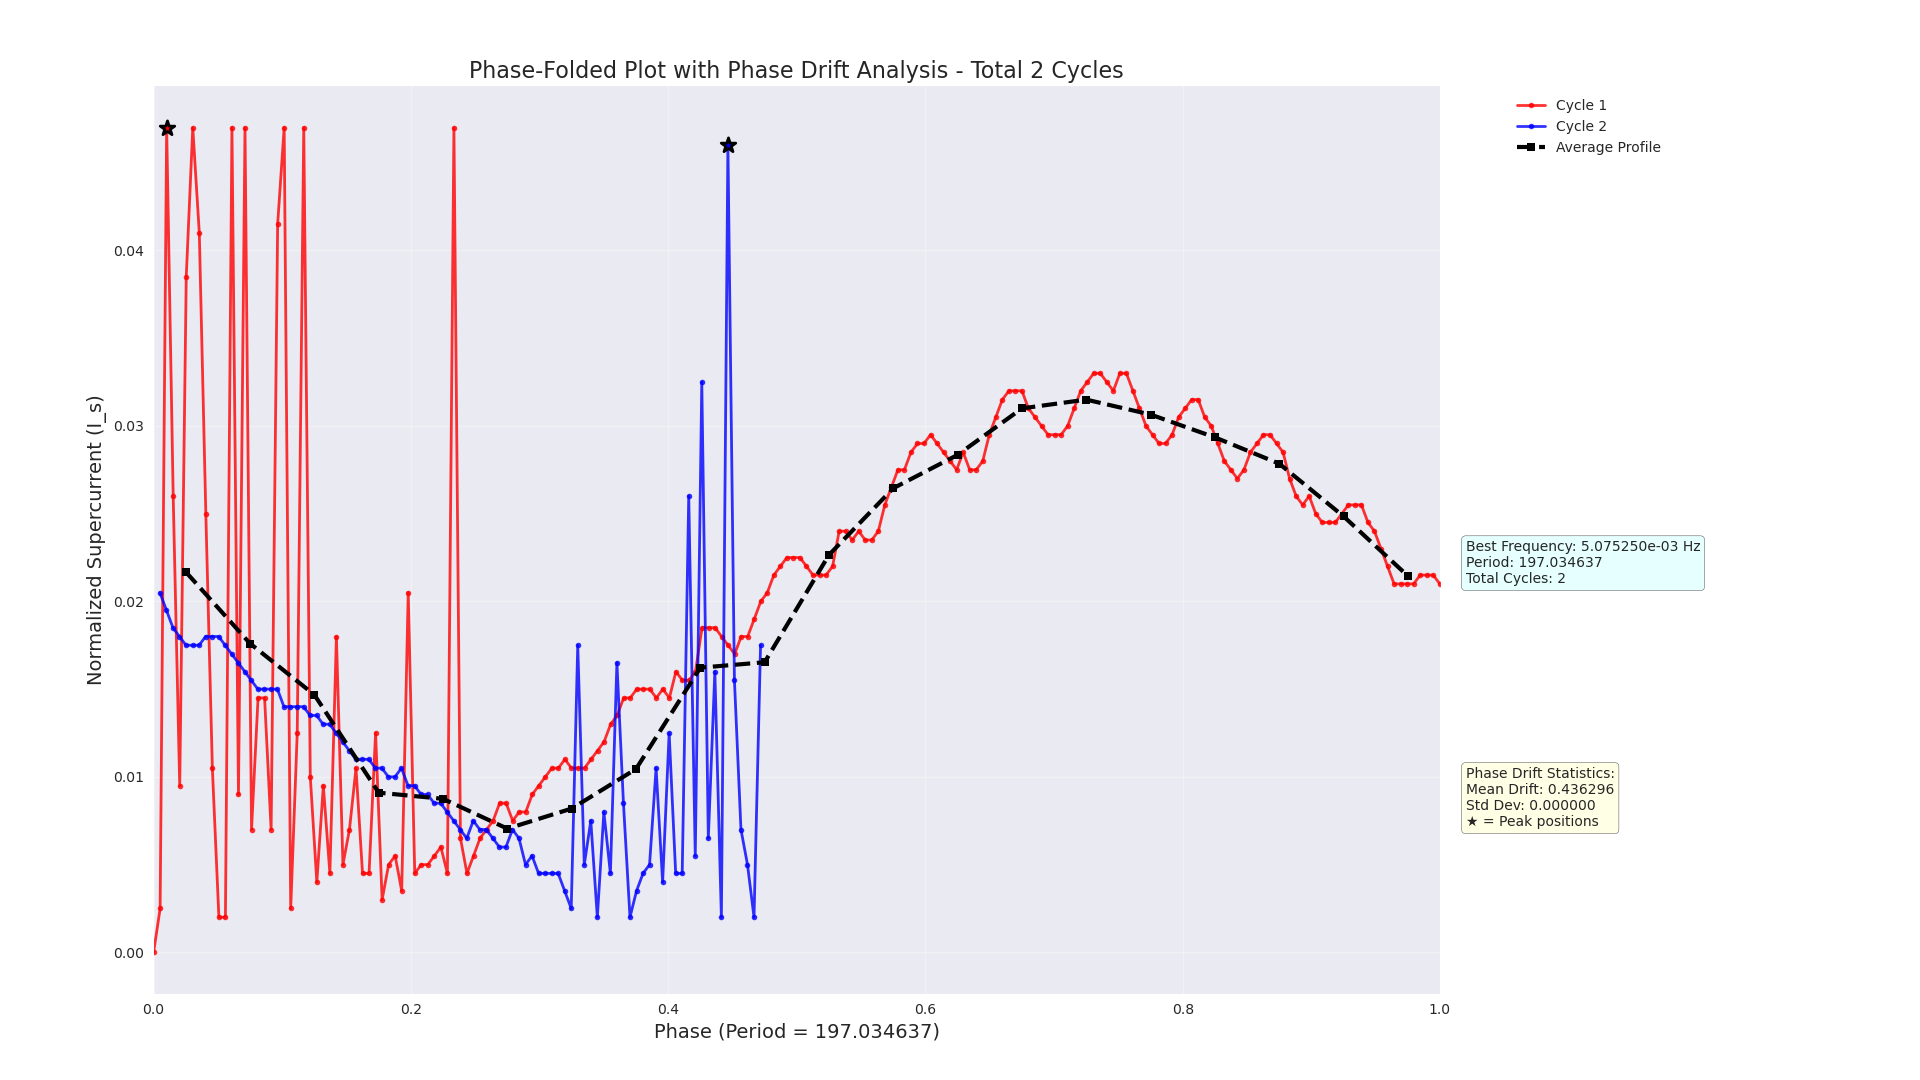 Phase-Folded Plot with Phase Drift Analysis - Total 2 Cycles
Cycle 1
Cycle 2
Average Profile
Normalized Supercurrent (I_s)
0.04
0.03
0.02
0.01
0.00
0.0
0.2
0.4
0.6
0.8
1.0
Phase (Period = 197.034637)
Best Frequency: 5.075250e-03 Hz
Period: 197.034637
Total Cycles: 2
Phase Drift Statistics:
Mean Drift: 0.436296
Std Dev: 0.000000
★ = Peak positions